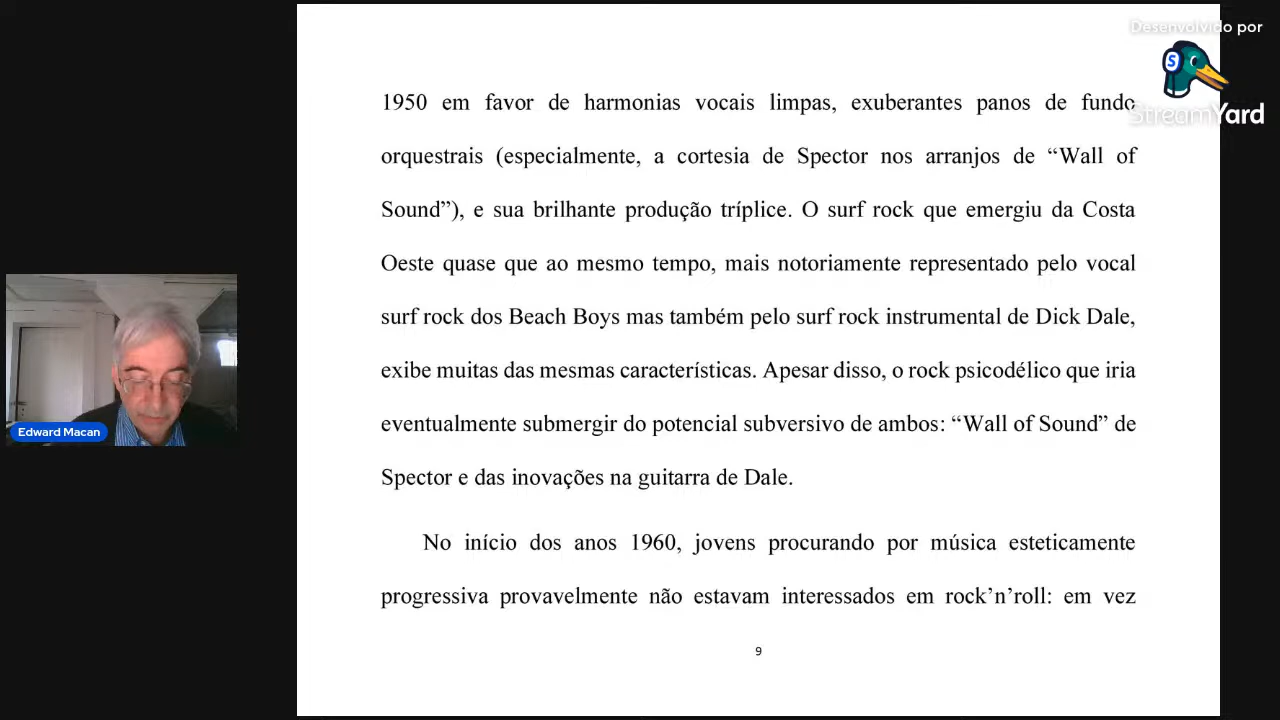 Desenvolvido por
StreamYard
1950 em favor de harmonias vocais limpas, exuberantes panos de fundo
orquestrais (especialmente, a cortesia de Spector nos arranjos de “Wall of
Sound”), e sua brilhante produção tríplice. O surf rock que emergiu da Costa
Oeste quase que ao mesmo tempo, mais notoriamente representado pelo vocal
surf rock dos Beach Boys mas também pelo surf rock instrumental de Dick Dale,
exibe muitas das mesmas características. Apesar disso, o rock psicodélico que iria
eventualmente submergir do potencial subversivo de ambos: “Wall of Sound” de
Spector e das inovações na guitarra de Dale.
No início dos anos 1960, jovens procurando por música esteticamente
progressiva provavelmente não estavam interessados em rock’n’roll: em vez
9
Edward Macan